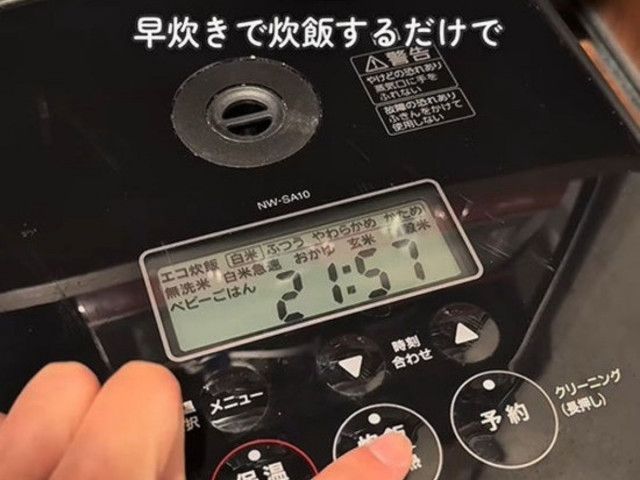 早炊きで炊飯するだけで
警告
やけどの恐れあり
蒸気口に手を
ふれない
故障の恐れあり
ふきんをかけて
使用しない
NW-SA10
エコ炊飯 白米 ふつう やわらかめ かため
無洗米 白米急速 おかゆ 玄米
ベビーごはん
21:57
時刻
合わせ
メニュー
択
クリーニング
(長押し)
予約
炊飯
熱
保温